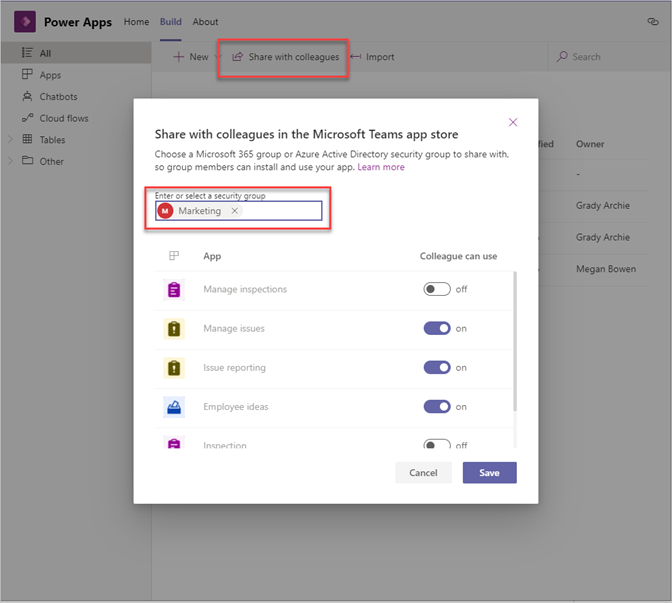 Power Apps Home Build About
All
New Share with colleagues Import Search
Apps
Chatbots
Cloud flows
Tables
Other
Share with colleagues in the Microsoft Teams app store
Choose a Microsoft 365 group or Azure Active Directory security group to share with,
so group members can install and use your app. Learn more
Enter or select a security group
M Marketing
App Colleague can use
Manage inspections off
Manage issues on
Issue reporting on
Employee ideas on
Inspection off
Cancel Save
fied Owner
-
Grady Archie
Grady Archie
Megan Bowen